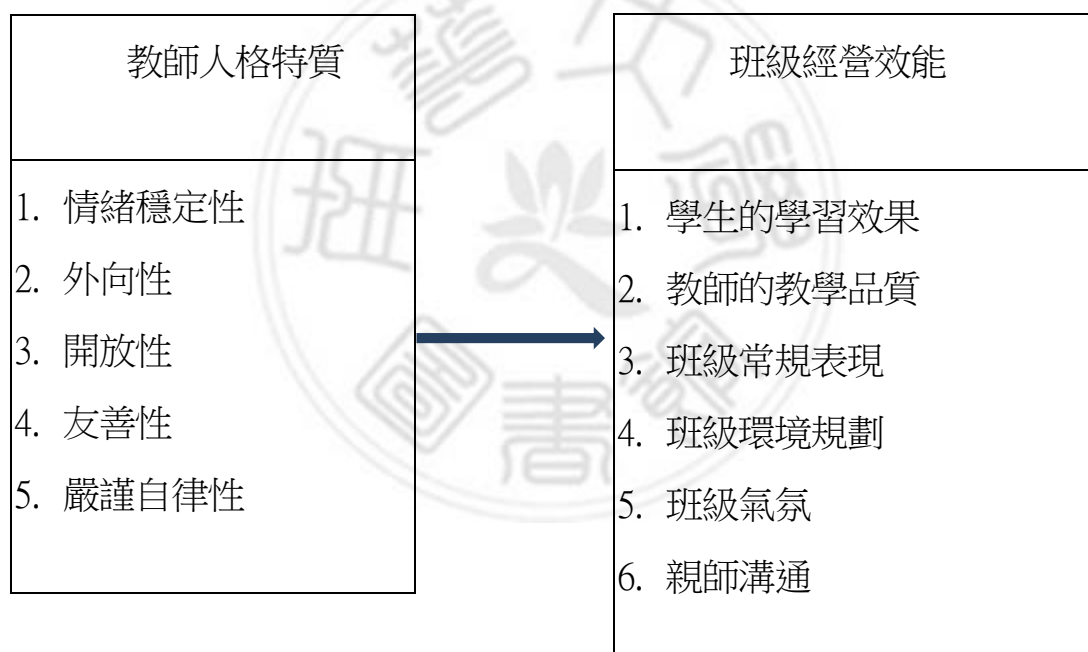 教師人格特質
1. 情緒穩定性
2. 外向性
3. 開放性
4. 友善性
5. 嚴謹自律性
班級經營效能
1. 學生的學習效果
2. 教師的教學品質
3. 班級常規表現
4. 班級環境規劃
5. 班級氣氛
6. 親師溝通